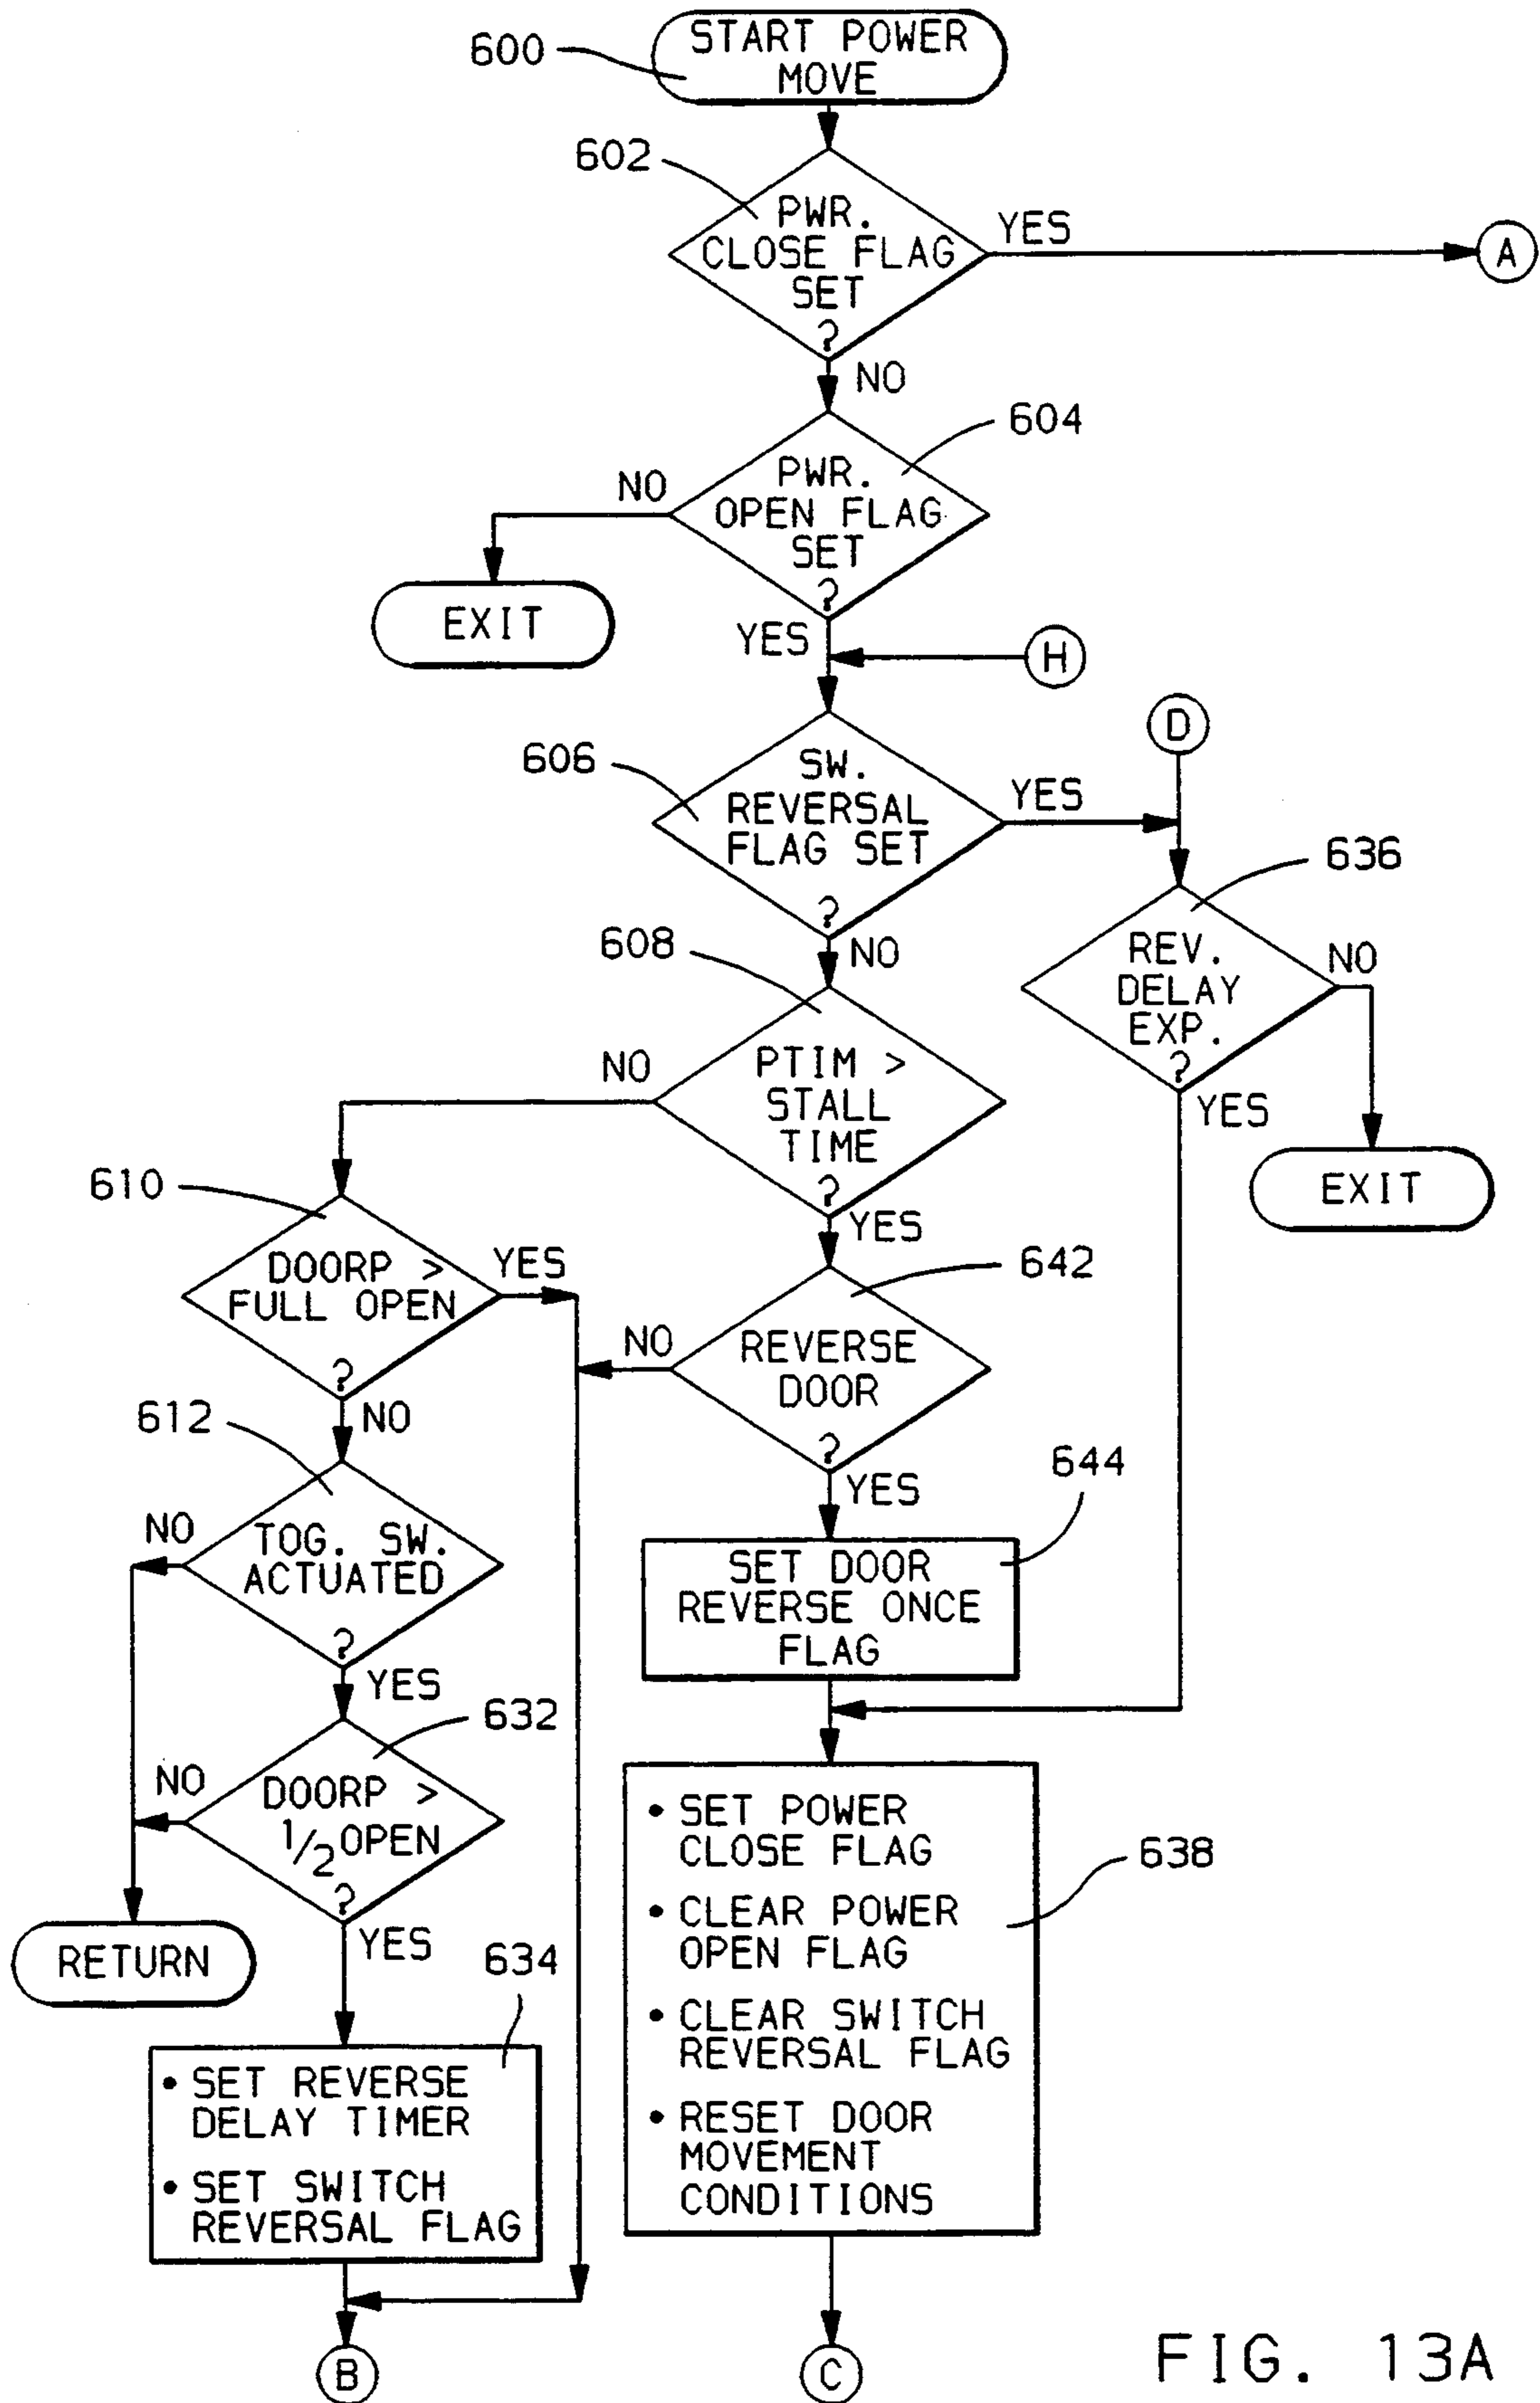 600
START POWER
MOVE
602
PWR.
CLOSE FLAG
SET
?
YES
A
NO
604
PWR.
OPEN FLAG
SET
?
NO
EXIT
YES
H
D
606
SW.
REVERSAL
FLAG SET
?
YES
636
REV.
DELAY
EXP.
?
NO
YES
EXIT
NO
608
PTIM >
STALL
TIME
?
NO
YES
610
DOORP >
FULL OPEN
?
YES
NO
642
REVERSE
DOOR
?
NO
YES
612
TOG. SW.
ACTUATED
?
NO
YES
644
SET DOOR
REVERSE ONCE
FLAG
632
DOORP >
1/2 OPEN
?
NO
YES
RETURN
634
• SET REVERSE
DELAY TIMER
• SET SWITCH
REVERSAL FLAG
638
• SET POWER
CLOSE FLAG
• CLEAR POWER
OPEN FLAG
• CLEAR SWITCH
REVERSAL FLAG
• RESET DOOR
MOVEMENT
CONDITIONS
B
C
FIG. 13A